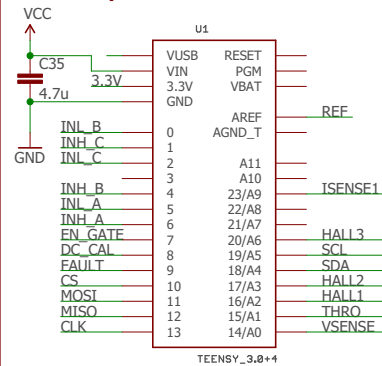 VCC
U1
C35
4.7u
3.3V
GND
VUSB RESET
VIN PGM
3.3V VBAT
GND
AREF REF
INL_B 0 AGND_T
INH_C 1
INL_C 2 A11
3 A10
INH_B 4 23/A9 ISENSE1
INL_A 5 22/A8
INH_A 6 21/A7
EN_GATE 7 20/A6 HALL3
DC_CAL 8 19/A5 SCL
FAULT 9 18/A4 SDA
CS 10 17/A3 HALL2
MOSI 11 16/A2 HALL1
MISO 12 15/A1 THRO
CLK 13 14/A0 VSENSE
TEENSY_3.0+4